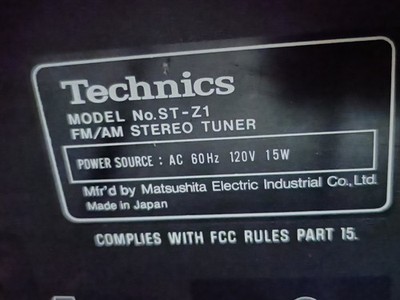 Technics
MODEL No.ST-Z1
FM/AM STEREO TUNER
POWER SOURCE : AC 60Hz 120V 15W
Mfr'd by Matsushita Electric Industrial Co., Ltd.
Made in Japan
COMPLIES WITH FCC RULES PART 15.